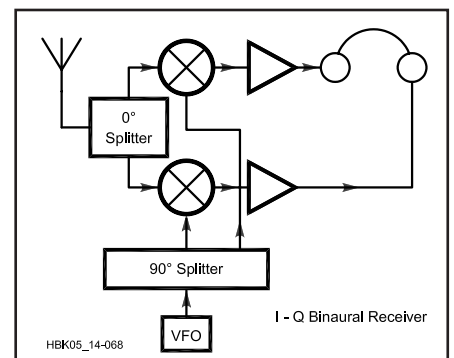 0°
Splitter
90° Splitter
I - Q Binaural Receiver
VFO
HBK05_14-068